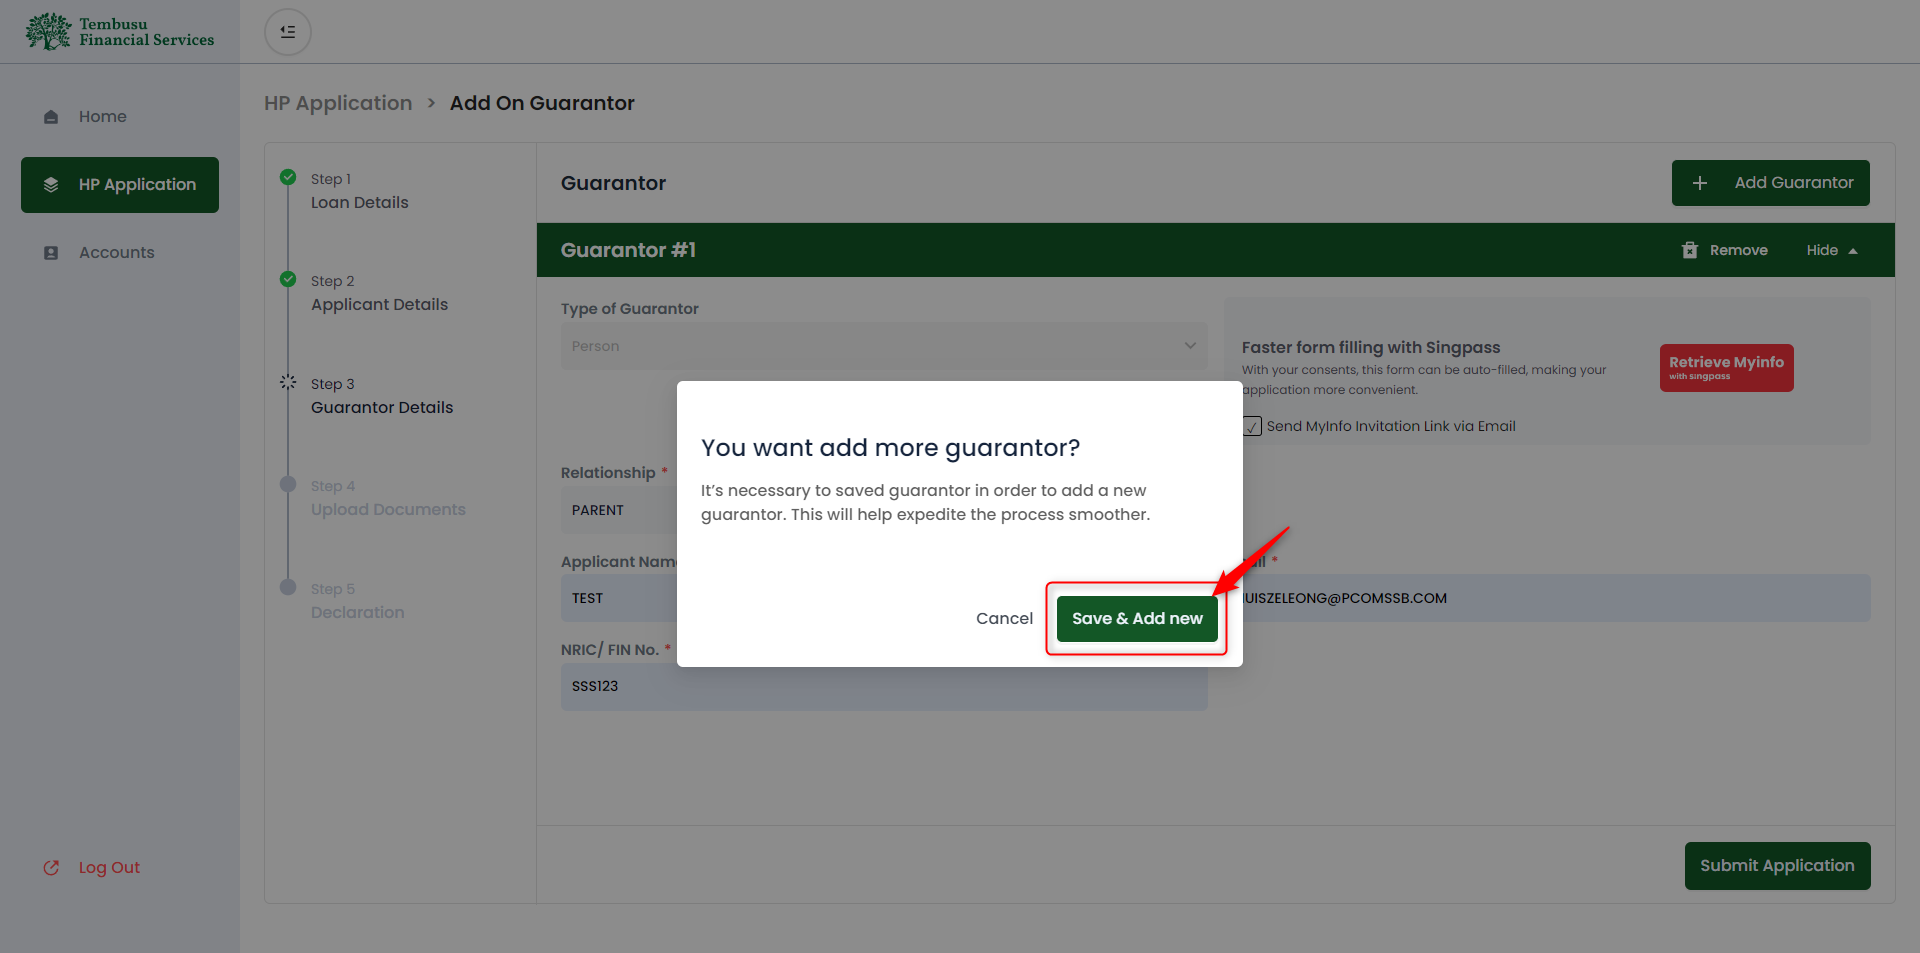 Tembusu
Financial Services
Home
HP Application
Accounts
Log Out
HP Application > Add On Guarantor
Step 1
Loan Details
Step 2
Applicant Details
Step 3
Guarantor Details
Step 4
Upload Documents
Step 5
Declaration
Guarantor
+ Add Guarantor
Guarantor #1
Remove
Hide
Type of Guarantor
Person
Faster form filling with Singpass
With your consents, this form can be auto-filled, making your
application more convenient.
Retrieve MyInfo
with singpass
Send MyInfo Invitation Link via Email
Relationship *
PARENT
Applicant Nam
TEST
*
UISZELEONG@PCOMSSB.COM
NRIC/ FIN No. *
SSS123
You want add more guarantor?
It's necessary to saved guarantor in order to add a new
guarantor. This will help expedite the process smoother.
Cancel
Save & Add new
Submit Application